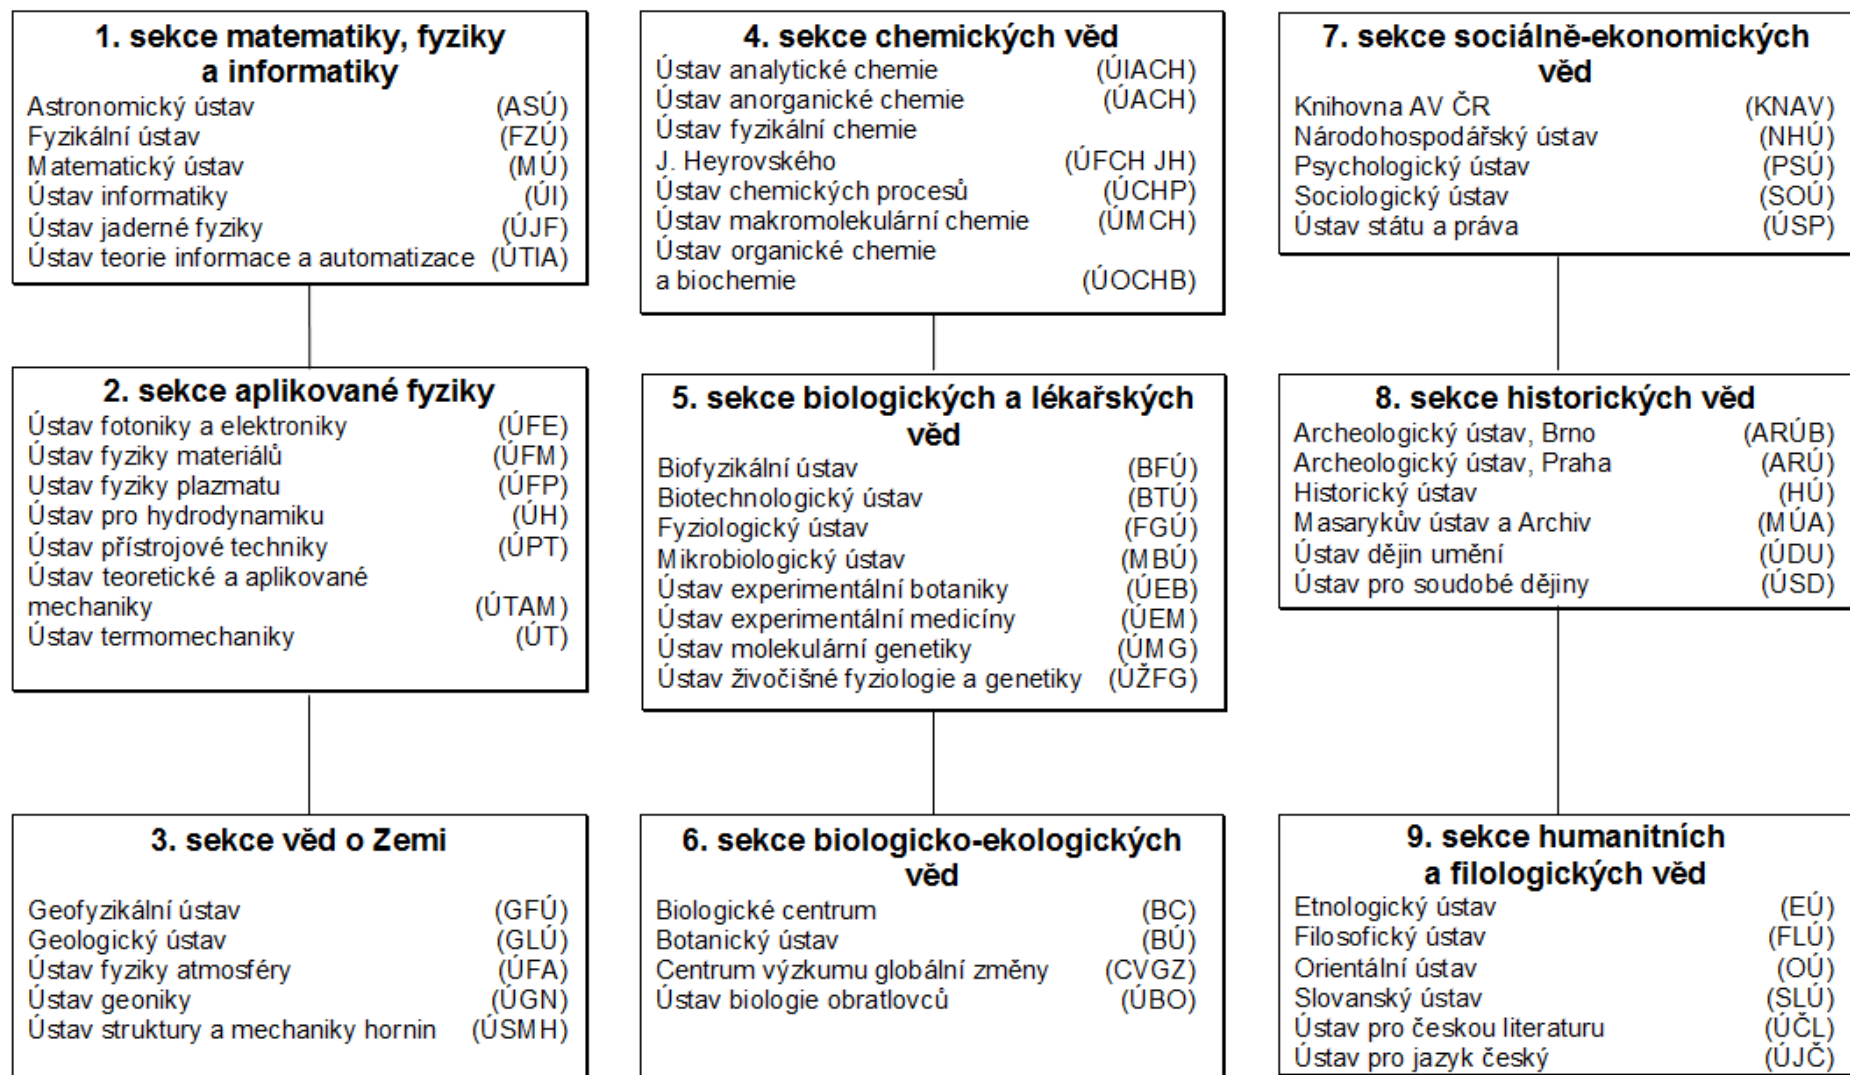 1. sekce matematiky, fyziky
a informatiky
Astronomický ústav (ASÚ)
Fyzikální ústav (FZÚ)
Matematický ústav (MÚ)
Ústav informatiky (ÚI)
Ústav jaderné fyziky (ÚJF)
Ústav teorie informace a automatizace (ÚTIA)
2. sekce aplikované fyziky
Ústav fotoniky a elektroniky (ÚFE)
Ústav fyziky materiálů (ÚFM)
Ustav fyziky plazmatu (ÚFP)
Ústav pro hydrodynamiku (ÚH)
Ústav přístrojové techniky (ÚPT)
Ústav teoretické a aplikované
mechaniky (ÚTAM)
Ústav termomechaniky (ÚT)
3. sekce věd o Zemi
Geofyzikální ústav (GFÚ)
Geologický ústav (GLÚ)
Ústav fyziky atmosféry (ÚFA)
Ústav geoniky (ÚGN)
Ústav struktury a mechaniky hornin (ÚSMH)
4. sekce chemických věd
Ústav analytické chemie (ÚIACH)
Ústav anorganické chemie (ÚACH)
Ústav fyzikální chemie
J. Heyrovského (ÚFCH JH)
Ústav chemických procesů (ÚCHP)
Ústav makromolekulární chemie (ÚMCH)
Ústav organické chemie
a biochemie (ÚOCHB)
5. sekce biologických a lékařských
věd
Biofyzikální ústav (BFÚ)
Biotechnologický ústav (BTÚ)
Fyziologický ústav (FGÚ)
Mikrobiologický ústav (MBÚ)
Ústav experimentální botaniky (ÚEB)
Ústav experimentální medicíny (ÚEM)
Ústav molekulární genetiky (ÚMG)
Ústav živočišné fyziologie a genetiky (ÚŽFG)
6. sekce biologicko-ekologických
věd
Biologické centrum (BC)
Botanický ústav (BÚ)
Centrum výzkumu globální změny (CVGZ)
Ústav biologie obratlovců (ÚBO)
7. sekce sociálně-ekonomických
věd
Knihovna AV ČR (KNAV)
Národohospodářský ústav (NHÚ)
Psychologický ústav (PSÚ)
Sociologický ústav (SOÚ)
Ústav státu a práva (ÚSP)
8. sekce historických věd
Archeologický ústav, Brno (ARÚB)
Archeologický ústav, Praha (ARÚ)
Historický ústav (HÚ)
Masarykův ústav a Archiv (MÚA)
Ústav dějin umění (ÚDU)
Ústav pro soudobé dějiny (ÚSD)
9. sekce humanitních
a filologických věd
Etnologický ústav (EÚ)
Filosofický ústav (FLÚ)
Orientální ústav (OÚ)
Slovanský ústav (SLÚ)
Ústav pro českou literaturu (ÚČL)
Ústav pro jazyk český (ÚJČ)